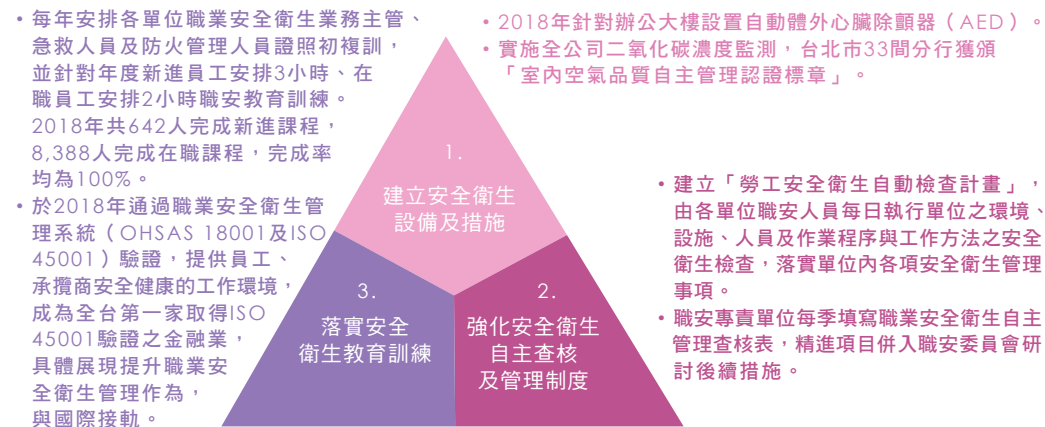 •每年安排各單位職業安全衛生業務主管、
急救人員及防火管理人員證照初複訓，
並針對年度新進員工安排3小時、在
職員工安排2小時職安教育訓練。
2018年共642人完成新進課程，
8,388人完成在職課程，完成率
均為100%。
•於2018年通過職業安全衛生管
理系統（OHSAS 18001及ISO
45001）驗證，提供員工、
承攬商安全健康的工作環境，
成為全台第一家取得ISO
45001驗證之金融業，
具體展現提升職業安
全衛生管理作為，
與國際接軌。
•2018年針對辦公大樓設置自動體外心臟除顫器（AED）。
•實施全公司二氧化碳濃度監測，台北市33間分行獲頒
「室內空氣品質自主管理認證標章」。
1.
建立安全衛生
設備及措施
2.
強化安全衛生
自主查核
及管理制度
3.
落實安全
衛生教育訓練
•建立「勞工安全衛生自動檢查計畫」，
由各單位職安人員每日執行單位之環境、
設施、人員及作業程序與工作方法之安全
衛生檢查，落實單位內各項安全衛生管理
事項。
•職安專責單位每季填寫職業安全衛生自主
管理查核表，精進項目併入職安委員會研
討後續措施。